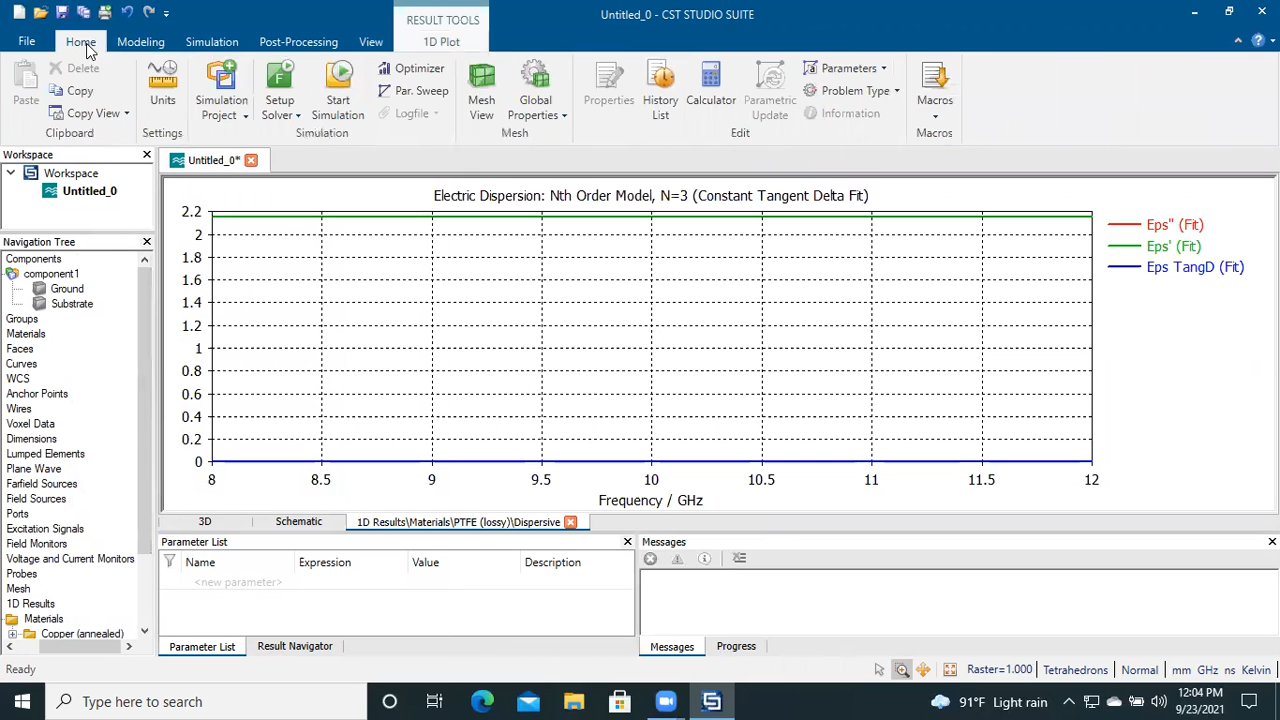 Untitled_0 - CST STUDIO SUITE
RESULT TOOLS
File Home Modeling Simulation Post-Processing View 1D Plot
Paste
Delete
Copy
Copy View
Clipboard
Units
Settings
Simulation Project
Setup Solver
Start Simulation
Optimizer
Par. Sweep
Logfile
Simulation
Mesh View
Global Properties
Mesh
Properties
History List
Calculator
Parametric Update
Parameters
Problem Type
Information
Edit
Macros
Macros
Workspace
Workspace
Untitled_0
Navigation Tree
Components
component1
Ground
Substrate
Groups
Materials
Faces
Curves
WCS
Anchor Points
Wires
Voxel Data
Dimensions
Lumped Elements
Plane Wave
Farfield Sources
Field Sources
Ports
Excitation Signals
Field Monitors
Voltage and Current Monitors
Probes
Mesh
1D Results
Materials
Copper (annealed)
Untitled_0*
Electric Dispersion: Nth Order Model, N=3 (Constant Tangent Delta Fit)
2.2
2
1.8
1.6
1.4
1.2
1
0.8
0.6
0.4
0.2
0
8 8.5 9 9.5 10 10.5 11 11.5 12
Frequency / GHz
Eps" (Fit)
Eps' (Fit)
Eps TangD (Fit)
3D Schematic 1D Results\Materials\PTFE (lossy)\Dispersive
Parameter List
Name Expression Value Description
<new parameter>
Parameter List Result Navigator
Messages
Messages Progress
Ready
Raster=1.000 Tetrahedrons Normal mm GHz ns Kelvin
Type here to search
91°F Light rain
12:04 PM
9/23/2021